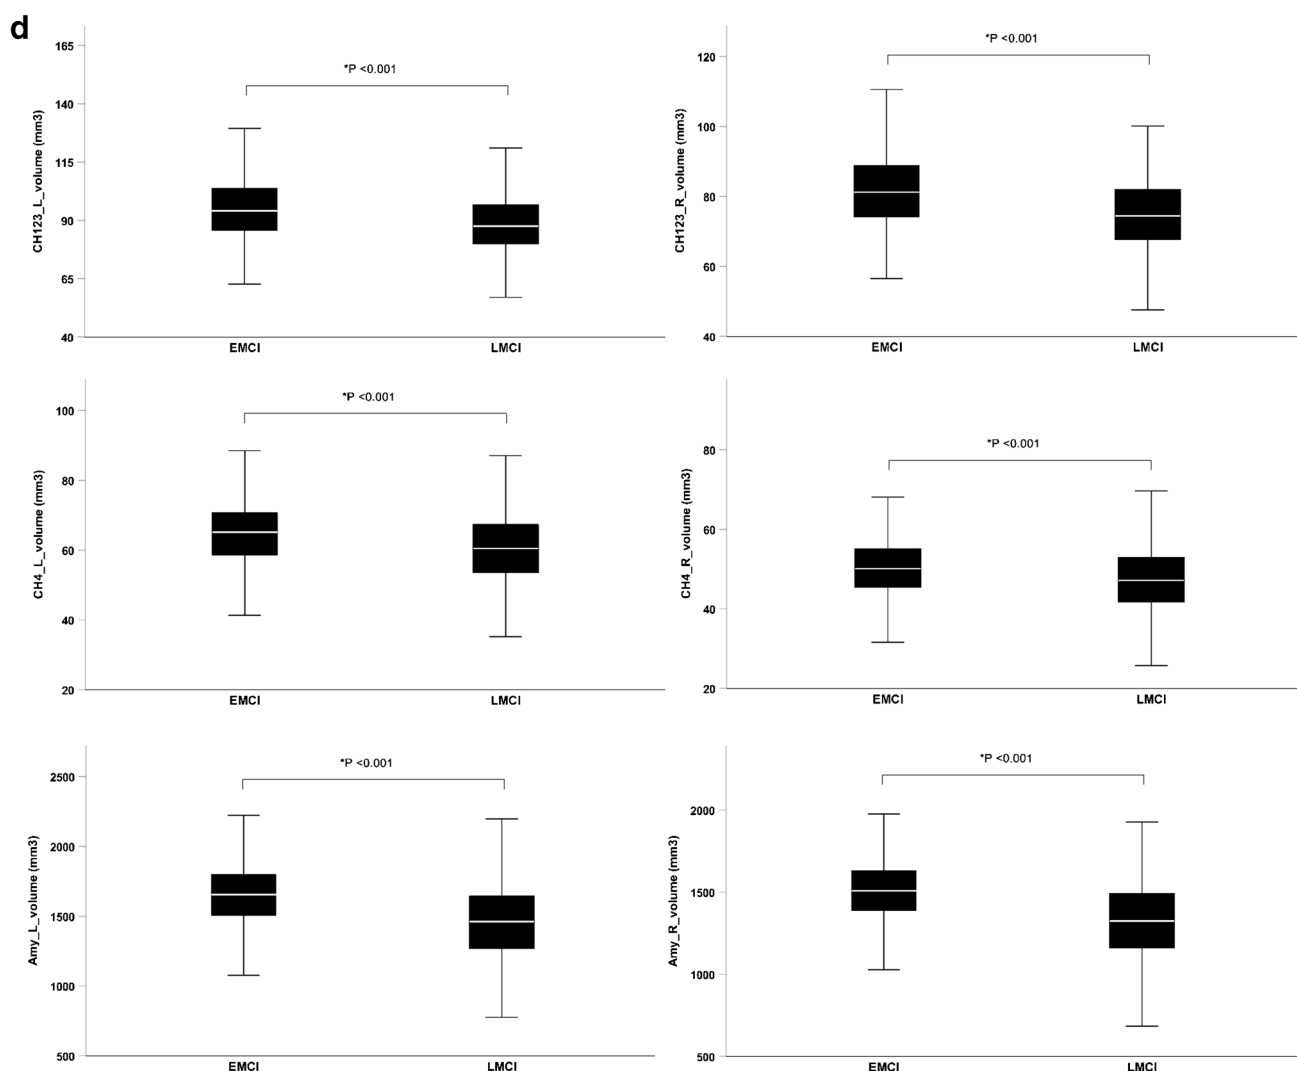 d
CH123_L_volume (mm3)
165
140
115
90
65
40
*P <0.001
EMCI
LMCI
CH123_R_volume (mm3)
120
100
80
60
40
*P <0.001
EMCI
LMCI
CH4_L_volume (mm3)
100
80
60
40
20
*P <0.001
EMCI
LMCI
CH4_R_volume (mm3)
80
60
40
20
*P <0.001
EMCI
LMCI
Amy_L_volume (mm3)
2500
2000
1500
1000
500
*P <0.001
EMCI
LMCI
Amy_R_volume (mm3)
2000
1500
1000
500
*P <0.001
EMCI
LMCI